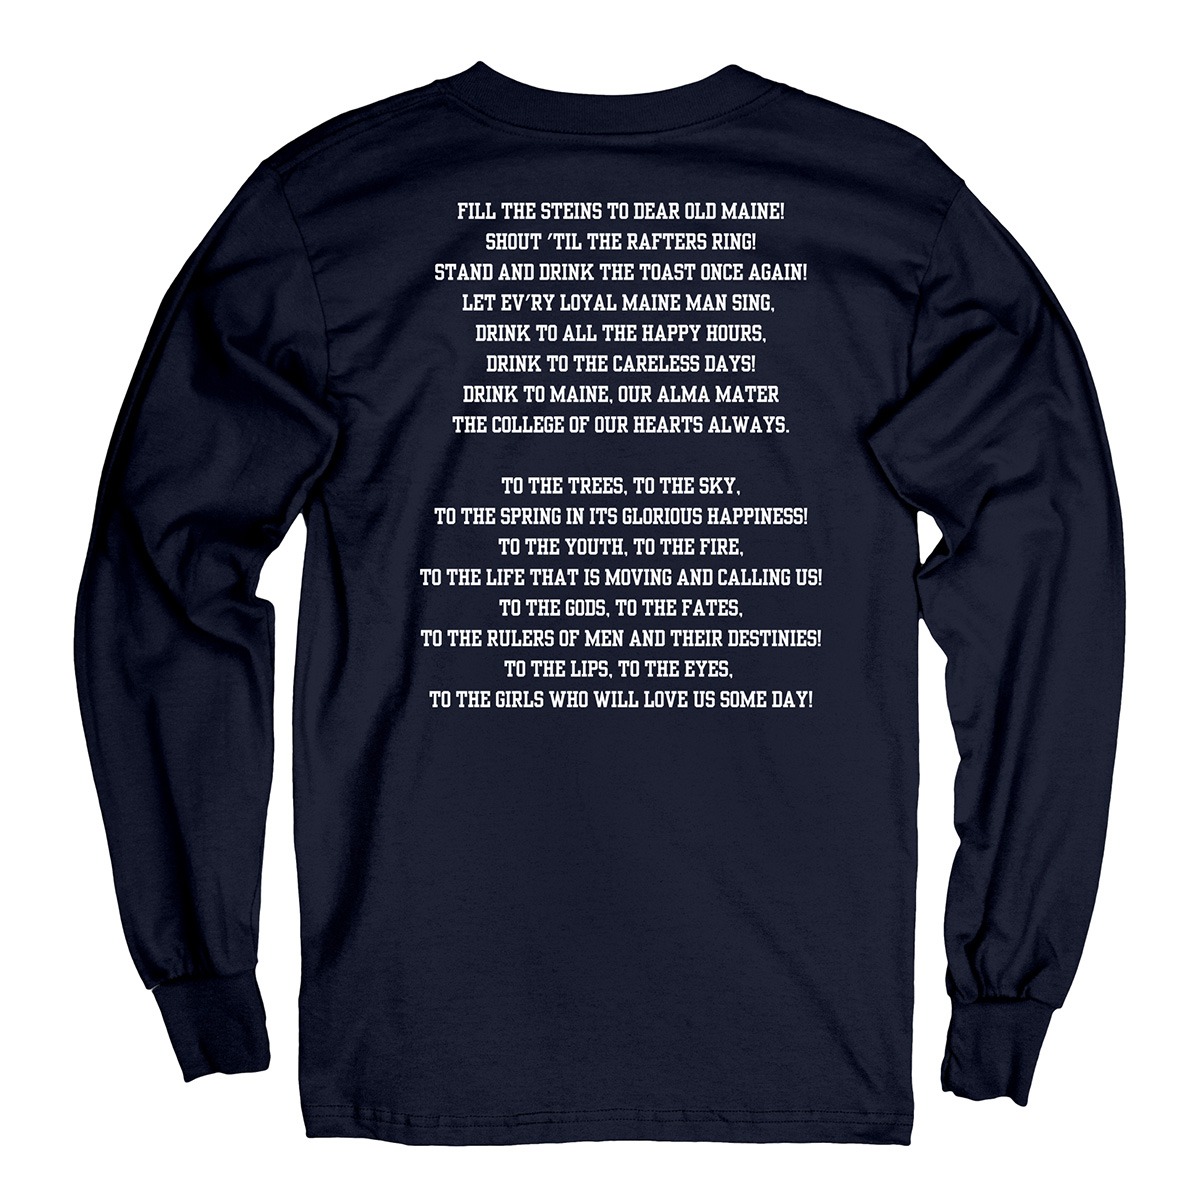 FILL THE STEINS TO DEAR OLD MAINE!
SHOUT 'TIL THE RAFTERS RING!
STAND AND DRINK THE TOAST ONCE AGAIN!
LET EV'RY LOYAL MAINE MAN SING,
DRINK TO ALL THE HAPPY HOURS,
DRINK TO THE CARELESS DAYS!
DRINK TO MAINE, OUR ALMA MATER
THE COLLEGE OF OUR HEARTS ALWAYS.
TO THE TREES, TO THE SKY,
TO THE SPRING IN ITS GLORIOUS HAPPINESS!
TO THE YOUTH, TO THE FIRE,
TO THE LIFE THAT IS MOVING AND CALLING US!
TO THE GODS, TO THE FATES,
TO THE RULERS OF MEN AND THEIR DESTINIES!
TO THE LIPS, TO THE EYES,
TO THE GIRLS WHO WILL LOVE US SOME DAY!